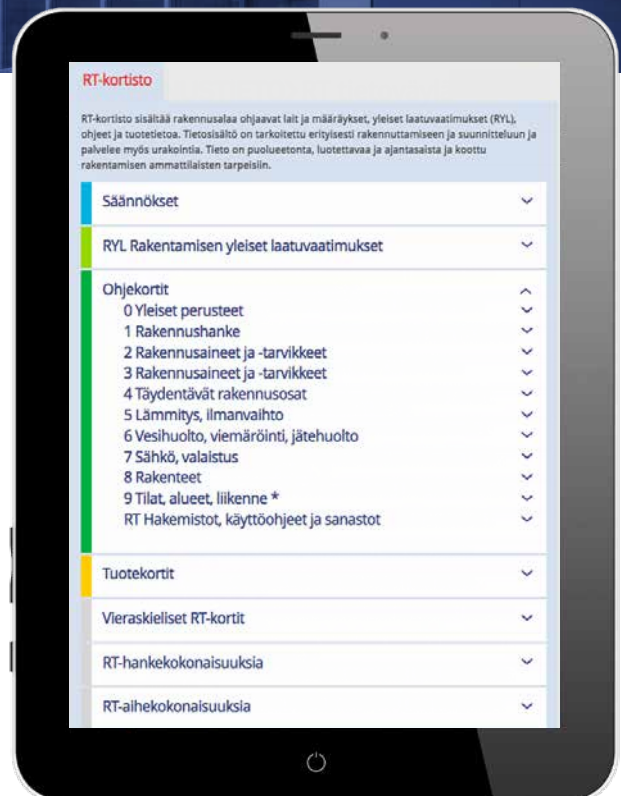 RT-kortisto
RT-kortisto sisältää rakennusalaa ohjaavat lait ja määräykset, yleiset laatuvaatimukset (RYL),
ohjeet ja tuotetietoa. Tietosisältö on tarkoitettu erityisesti rakennuttamiseen ja suunnitteluun ja
palvelee myös urakointia. Tieto on puolueetonta, luotettavaa ja ajantasaista ja koottu
rakentamisen ammattilaisten tarpeisiin.
Säännökset
RYL Rakentamisen yleiset laatuvaatimukset
Ohjekortit
0 Yleiset perusteet
1 Rakennushanke
2 Rakennusaineet ja -tarvikkeet
3 Rakennusaineet ja -tarvikkeet
4 Täydentävät rakennusosat
5 Lämmitys, ilmanvaihto
6 Vesihuolto, viemäröinti, jätehuolto
7 Sähkö, valaistus
8 Rakenteet
9 Tilat, alueet, liikenne *
RT Hakemistot, käyttöohjeet ja sanastot
Tuotekortit
Vieraskieliset RT-kortit
RT-hankekokonaisuuksia
RT-aihekokonaisuuksia